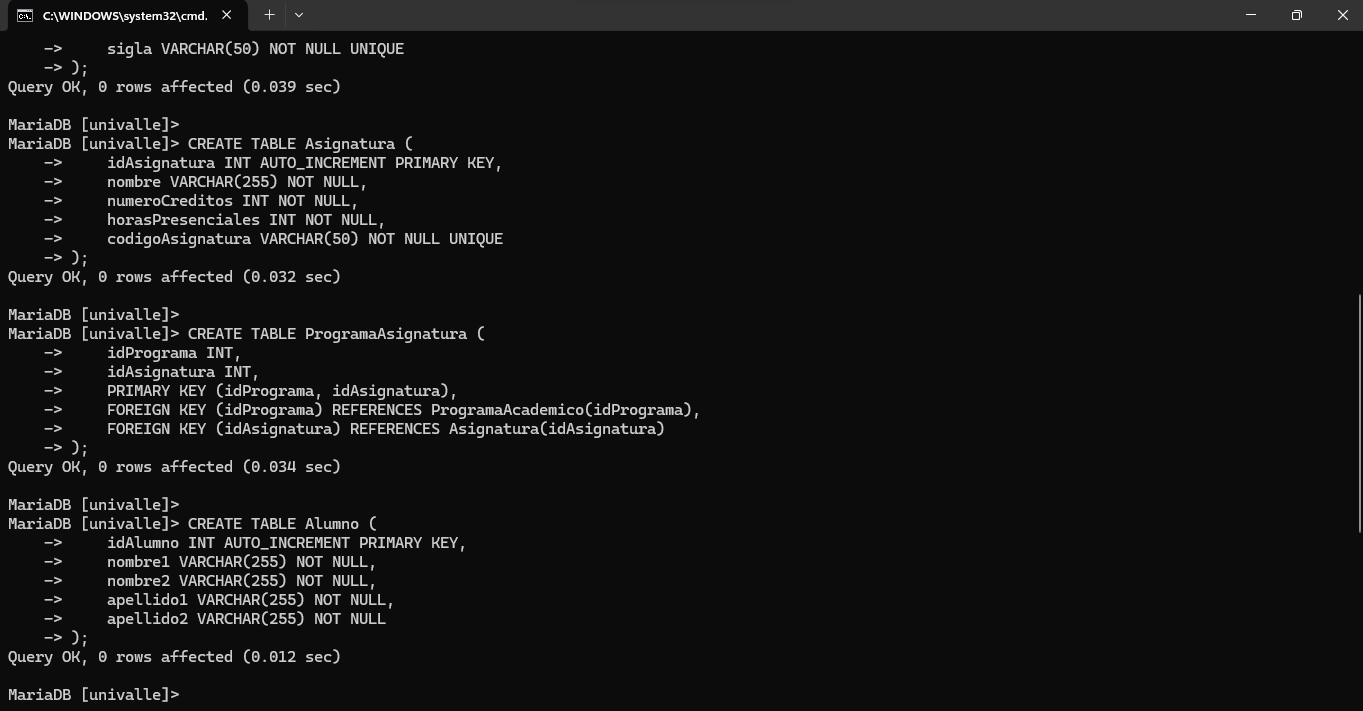 C:\WINDOWS\system32\cmd.
    ->     sigla VARCHAR(50) NOT NULL UNIQUE
    -> );
Query OK, 0 rows affected (0.039 sec)

MariaDB [univalle]>
MariaDB [univalle]> CREATE TABLE Asignatura (
    ->     idAsignatura INT AUTO_INCREMENT PRIMARY KEY,
    ->     nombre VARCHAR(255) NOT NULL,
    ->     numeroCreditos INT NOT NULL,
    ->     horasPresenciales INT NOT NULL,
    ->     codigoAsignatura VARCHAR(50) NOT NULL UNIQUE
    -> );
Query OK, 0 rows affected (0.032 sec)

MariaDB [univalle]>
MariaDB [univalle]> CREATE TABLE ProgramaAsignatura (
    ->     idPrograma INT,
    ->     idAsignatura INT,
    ->     PRIMARY KEY (idPrograma, idAsignatura),
    ->     FOREIGN KEY (idPrograma) REFERENCES ProgramaAcademico(idPrograma),
    ->     FOREIGN KEY (idAsignatura) REFERENCES Asignatura(idAsignatura)
    -> );
Query OK, 0 rows affected (0.034 sec)

MariaDB [univalle]>
MariaDB [univalle]> CREATE TABLE Alumno (
    ->     idAlumno INT AUTO_INCREMENT PRIMARY KEY,
    ->     nombre1 VARCHAR(255) NOT NULL,
    ->     nombre2 VARCHAR(255) NOT NULL,
    ->     apellido1 VARCHAR(255) NOT NULL,
    ->     apellido2 VARCHAR(255) NOT NULL
    -> );
Query OK, 0 rows affected (0.012 sec)

MariaDB [univalle]>